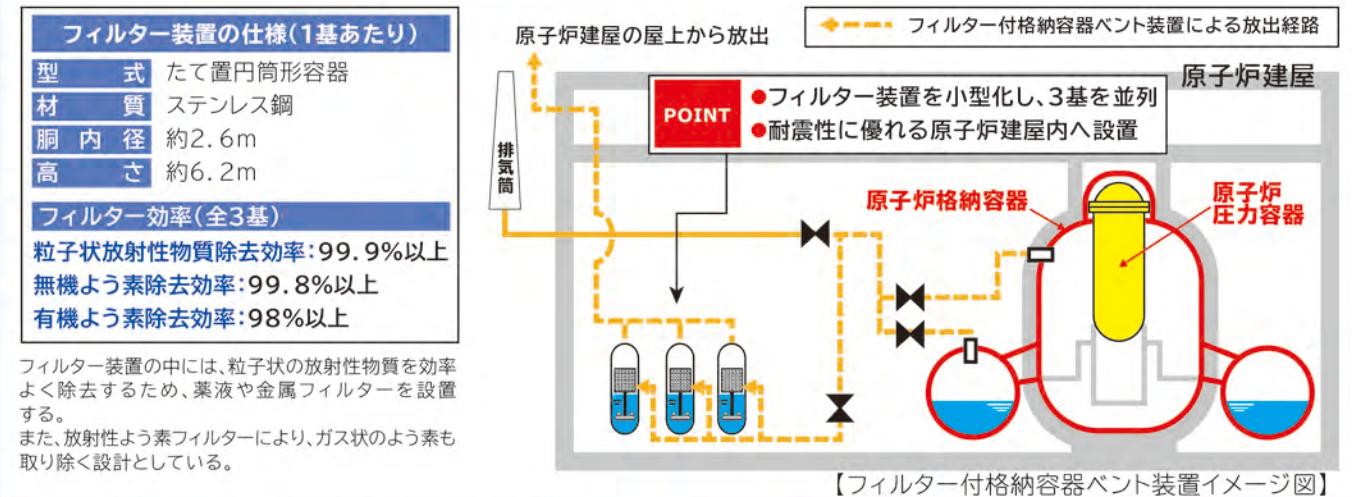 フィルター装置の仕様(1基あたり)
型 式 たて置円筒形容器
材 質 ステンレス鋼
胴 内 径 約2.6m
高 さ 約6.2m
フィルター効率(全3基)
粒子状放射性物質除去効率:99.9%以上
無機よう素除去効率:99.8%以上
有機よう素除去効率:98%以上
フィルター装置の中には、粒子状の放射性物質を効率
よく除去するため、薬液や金属フィルターを設置
する。
また、放射性よう素フィルターにより、ガス状のよう素も
取り除く設計としている。
フィルター付格納容器ベント装置による放出経路
原子炉建屋の屋上から放出
原子炉建屋
POINT
●フィルター装置を小型化し、3基を並列
●耐震性に優れる原子炉建屋内へ設置
排気筒
原子炉格納容器
原子炉
圧力容器
【フィルター付格納容器ベント装置イメージ図】